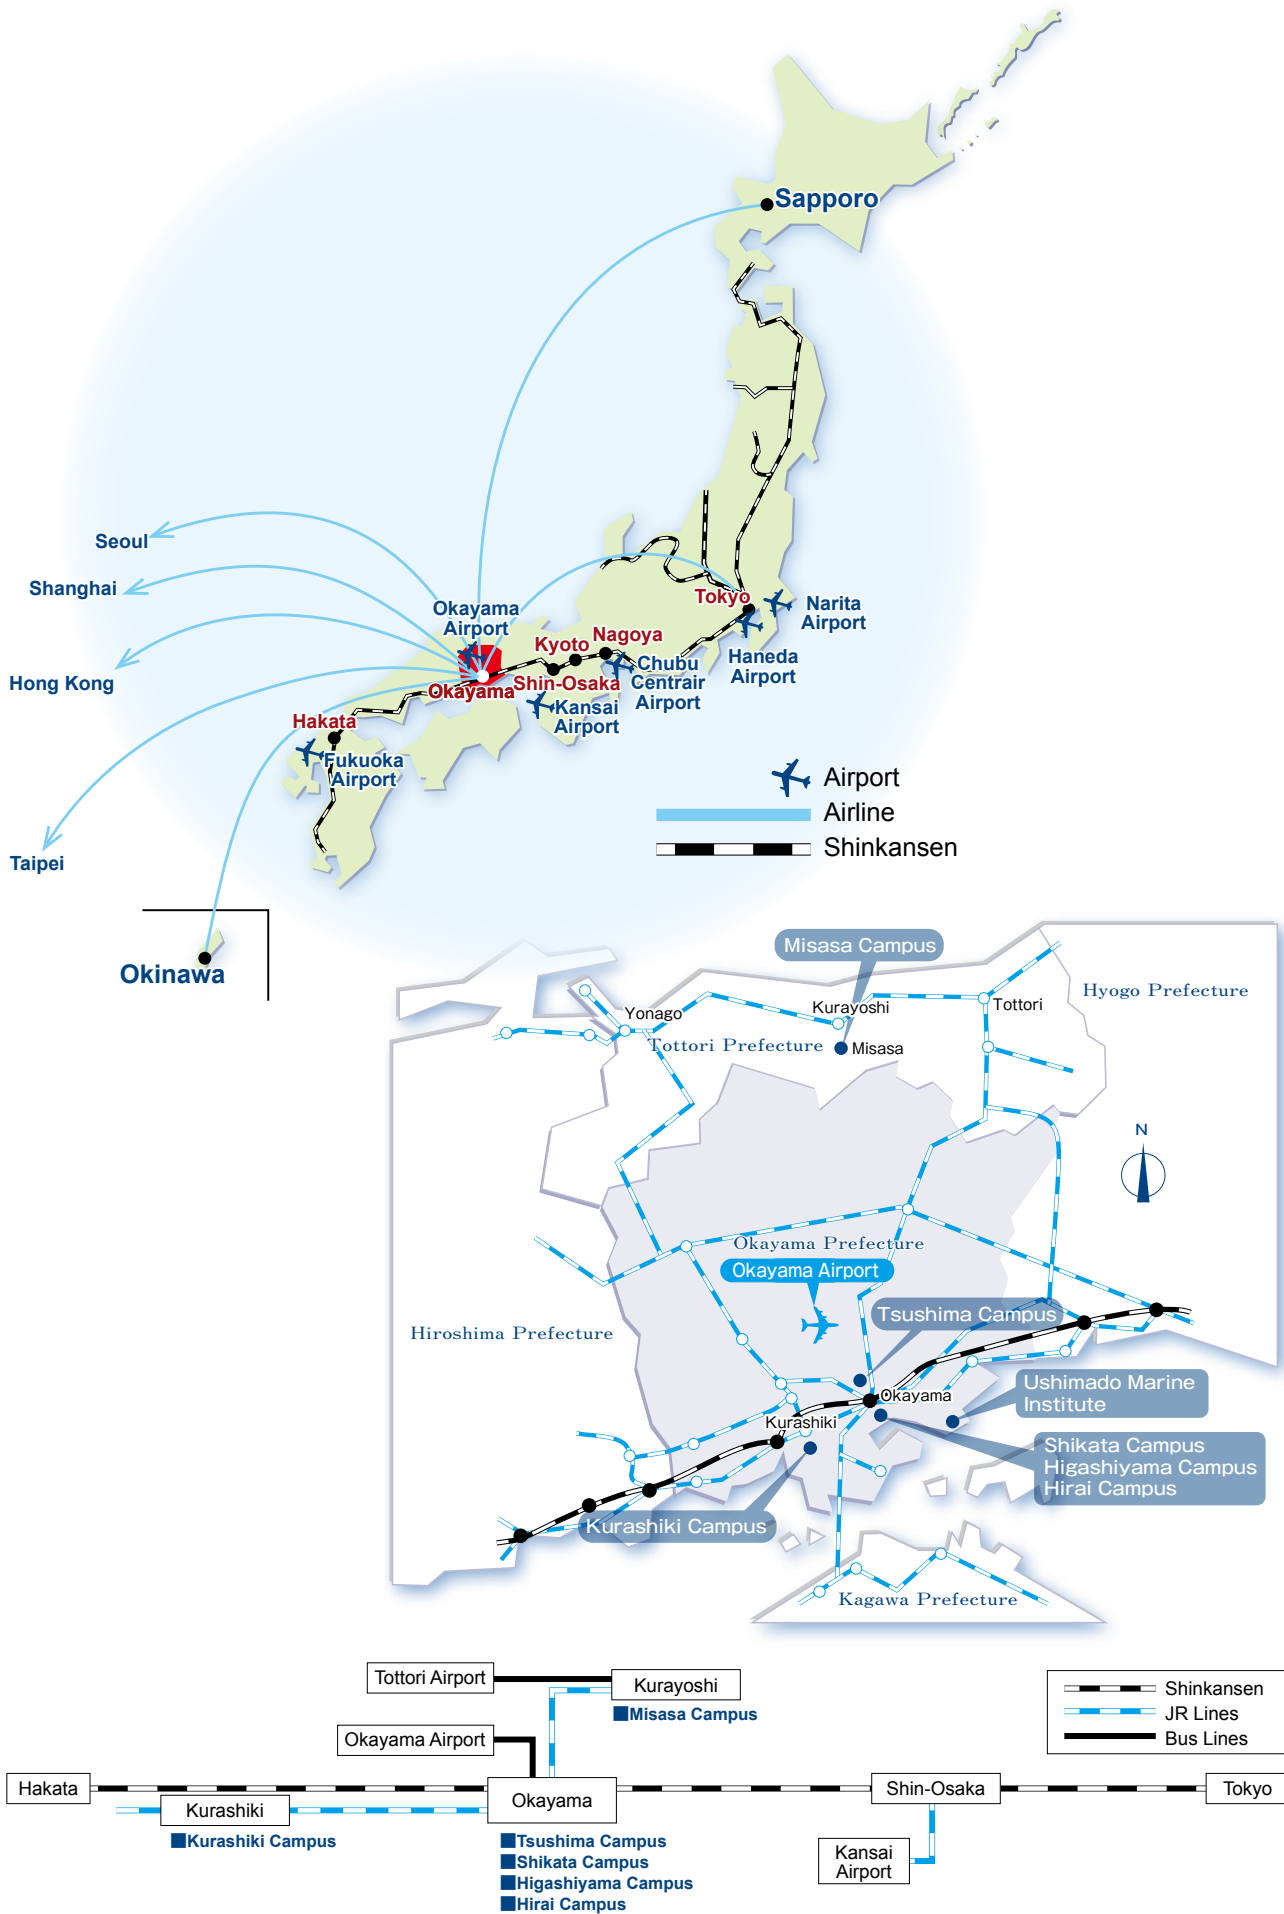 Sapporo
Seoul
Shanghai
Hong Kong
Taipei
Okinawa
Okayama
Airport
Okayama
Hakata
Fukuoka
Airport
Kyoto
Nagoya
Shin-Osaka
Kansai
Airport
Chubu
Centrair
Airport
Tokyo
Narita
Airport
Haneda
Airport
Airport
Airline
Shinkansen
Misasa Campus
Hyogo Prefecture
Yonago
Kurayoshi
Tottori
Tottori Prefecture
Misasa
N
Okayama Prefecture
Okayama Airport
Tsushima Campus
Hiroshima Prefecture
Okayama
Ushimado Marine
Institute
Kurashiki
Shikata Campus
Higashiyama Campus
Hirai Campus
Kurashiki Campus
Kagawa Prefecture
Tottori Airport
Kurayoshi
Misasa Campus
Okayama Airport
Shinkansen
JR Lines
Bus Lines
Hakata
Kurashiki
Kurashiki Campus
Okayama
Tsushima Campus
Shikata Campus
Higashiyama Campus
Hirai Campus
Shin-Osaka
Kansai
Airport
Tokyo